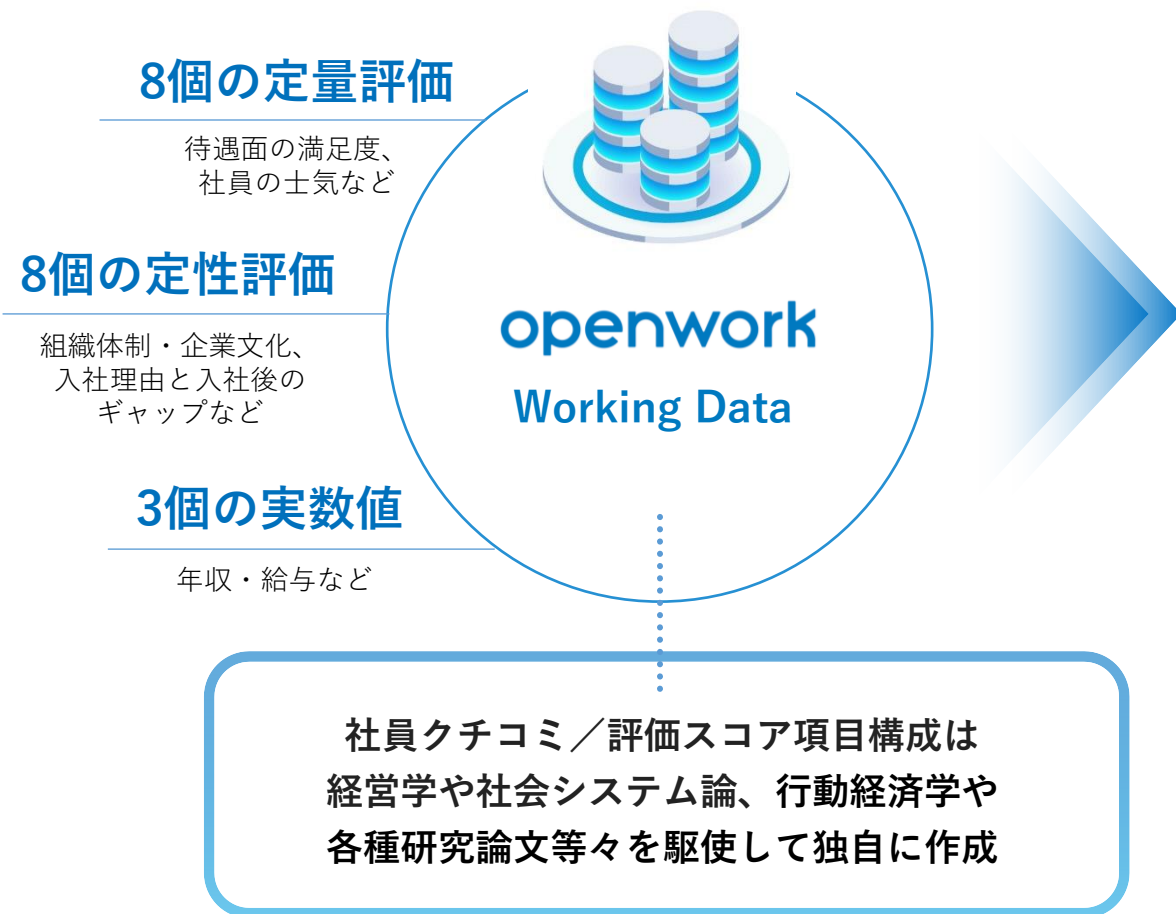 8個の定量評価
待遇面の満足度、
社員の士気など
8個の定性評価
組織体制・企業文化、
入社理由と入社後の
ギャップなど
3個の実数値
年収・給与など
openwork
Working Data
社員クチコミ／評価スコア項目構成は
経営学や社会システム論、行動経済学や
各種研究論文等々を駆使して独自に作成